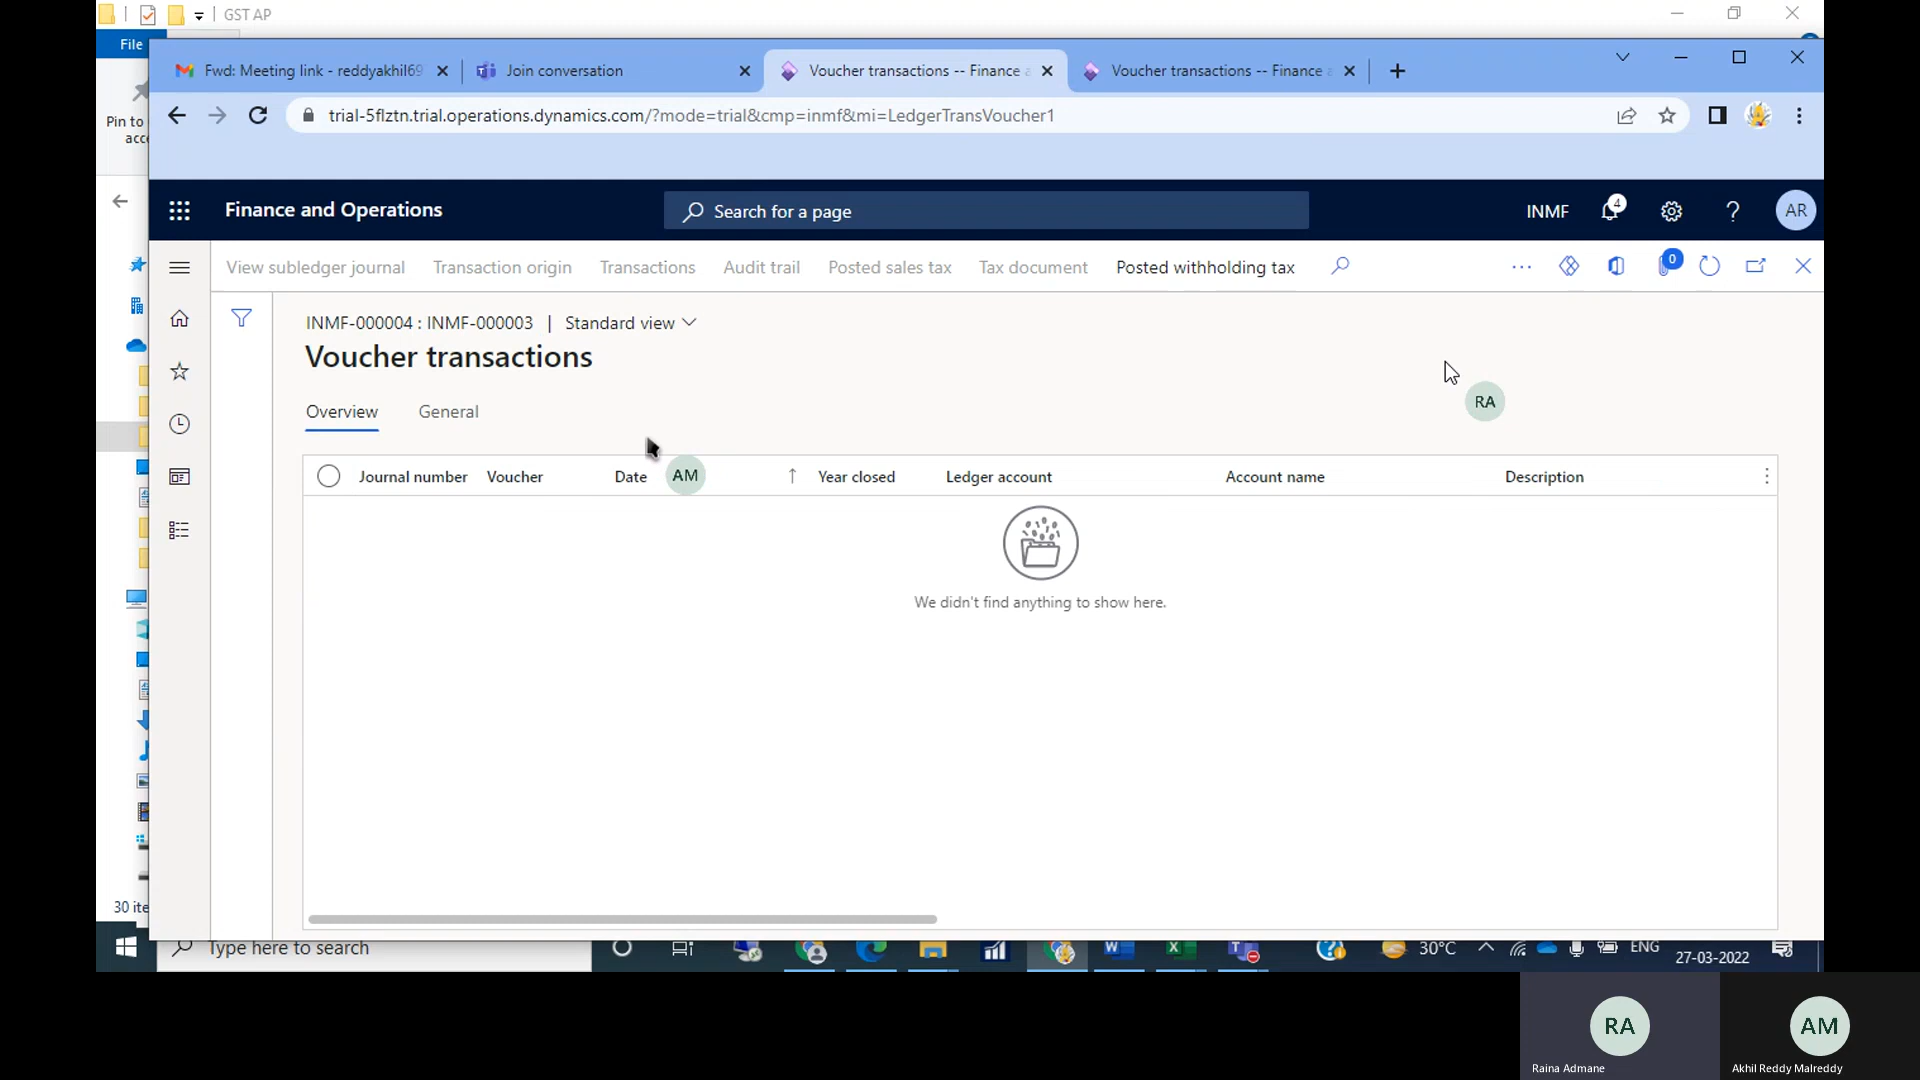 GST AP
File
Fwd: Meeting link - reddyakhil69
Join conversation
Voucher transactions -- Finance a
Voucher transactions -- Finance a
Pin to
acce
trial-5flztn.trial.operations.dynamics.com/?mode=trial&cmp=inmf&mi=LedgerTransVoucher1
Finance and Operations
Search for a page
INMF
4
?
AR
View subledger journal
Transaction origin
Transactions
Audit trail
Posted sales tax
Tax document
Posted withholding tax
0
INMF-000004 : INMF-000003 | Standard view
Voucher transactions
Overview
General
RA
Journal number
Voucher
Date
AM
Year closed
Ledger account
Account name
Description
We didn't find anything to show here.
30 ite
Type here to search
30°C
ENG
27-03-2022
RA
Raina Admane
AM
Akhil Reddy Malreddy